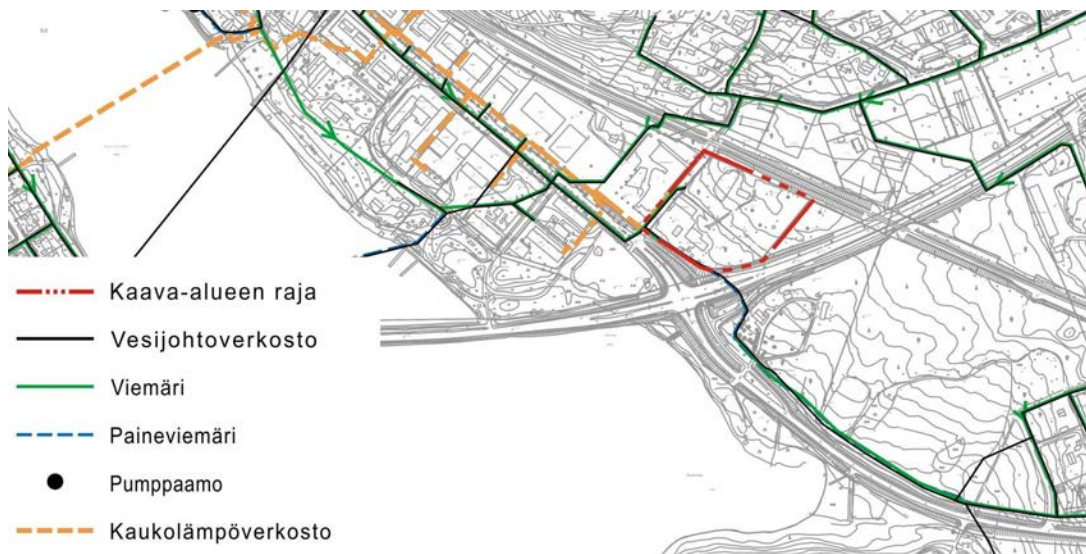 Kaava-alueen raja
Vesijohtoverkosto
Viemäri
Paineviemäri
Pumppaamo
Kaukolämpöverkosto